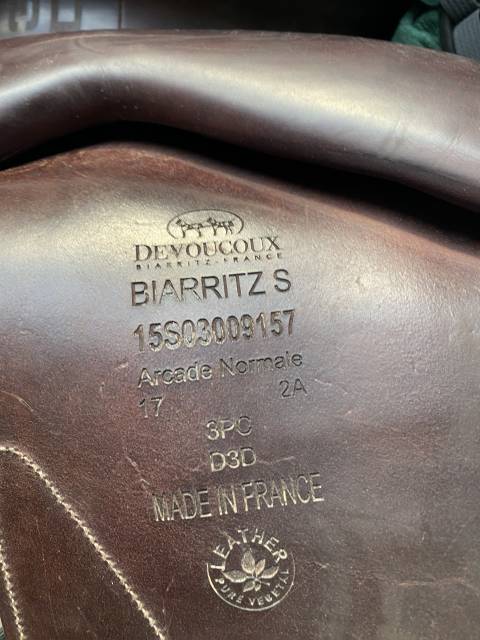 DEVOUCOUX
BIARRITZ-FRANCE
BIARRITZ S
15S03009157
Arcade Normale
17 2A
3PC
D3D
MADE IN FRANCE
LEATHER
PURE VEGETAL